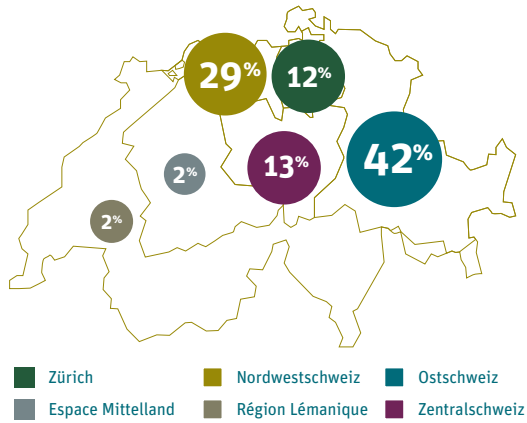 29%
12%
2%
13%
42%
2%
Zürich
Nordwestschweiz
Ostschweiz
Espace Mittelland
Région Lémanique
Zentralschweiz